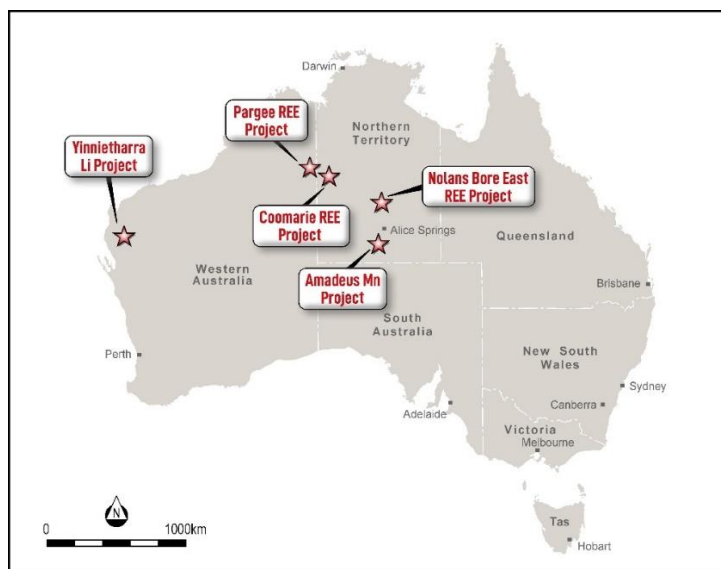 Darwin
Pargee REE
Project
Northern
Territory
Yinnietharra
Li Project
Nolans Bore East
REE Project
Coomarie REE
Project
Alice Springs
Queensland
Western
Australia
Amadeus Mn
Project
Brisbane
South
Australia
New South
Wales
Perth
Sydney
Canberra
Adelaide
Victoria
Melbourne
N
0
1000km
Tas
Hobart